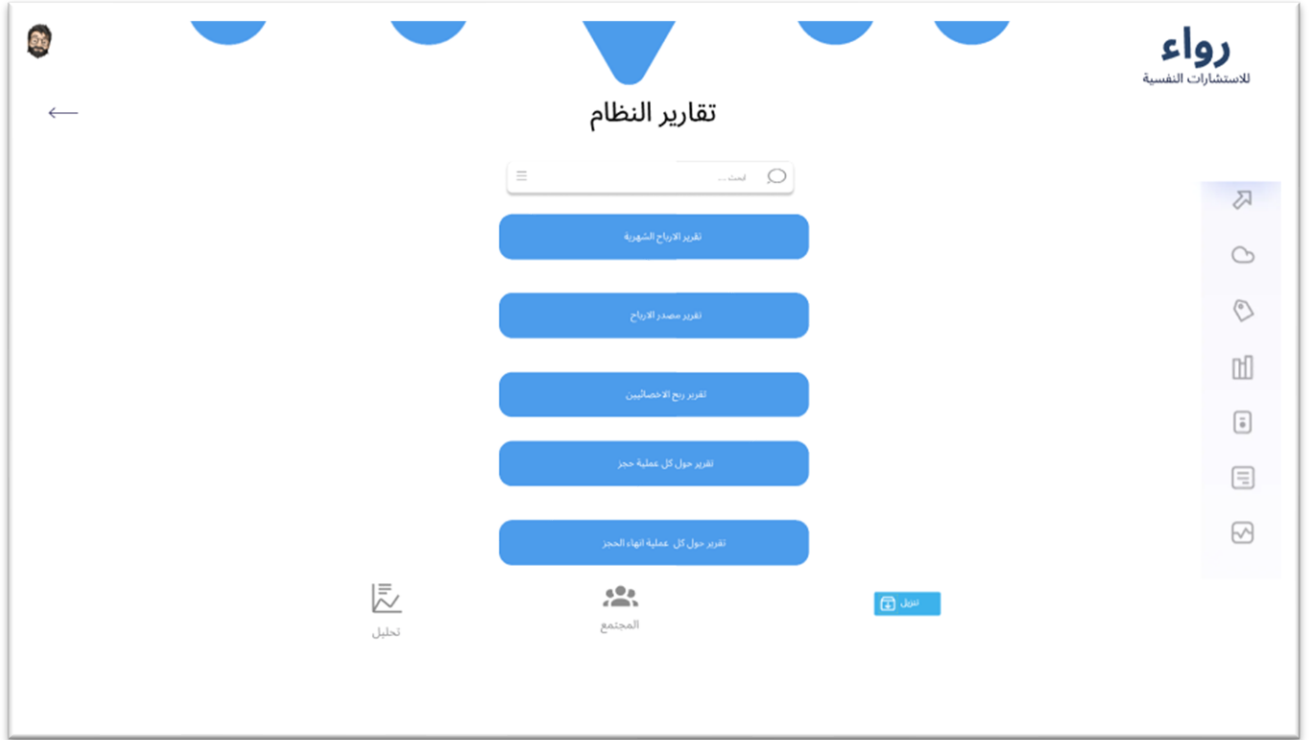 رواء
للاستشارات النفسية
تقارير النظام
ابحث ...
تقرير الارباح الشهرية
تقرير مصدر الارباح
تقرير ربح الاخصائيين
تقرير حول كل عملية حجز
تقرير حول كل عملية انهاء الحجز
تنزيل
المجتمع
تحليل